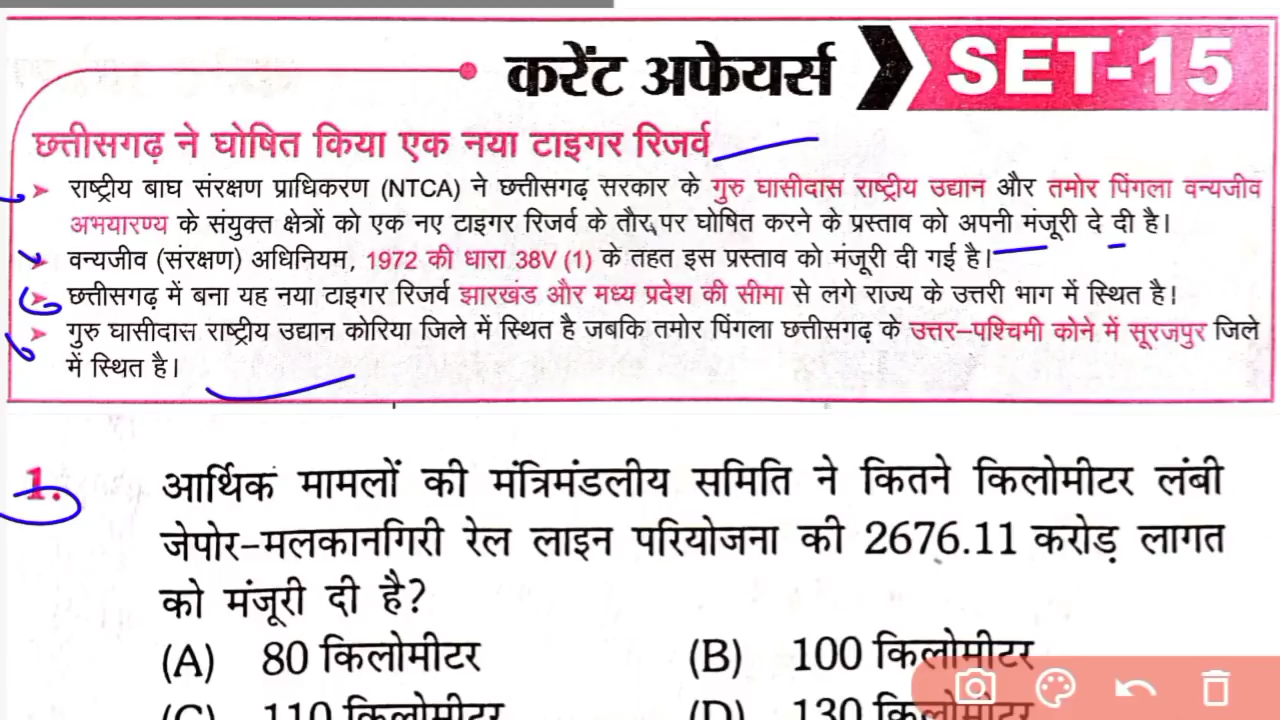 करेंट अफेयर्स SET-15
छत्तीसगढ़ ने घोषित किया एक नया टाइगर रिजर्व
➤ राष्ट्रीय बाघ संरक्षण प्राधिकरण (NTCA) ने छत्तीसगढ़ सरकार के गुरु घासीदास राष्ट्रीय उद्यान और तमोर पिंगला वन्यजीव
अभयारण्य के संयुक्त क्षेत्रों को एक नए टाइगर रिजर्व के तौर पर घोषित करने के प्रस्ताव को अपनी मंजूरी दे दी है।
➤ वन्यजीव (संरक्षण) अधिनियम, 1972 की धारा 38V (1) के तहत इस प्रस्ताव को मंजूरी दी गई है।
➤ छत्तीसगढ़ में बना यह नया टाइगर रिजर्व झारखंड और मध्य प्रदेश की सीमा से लगे राज्य के उत्तरी भाग में स्थित है।
➤ गुरु घासीदास राष्ट्रीय उद्यान कोरिया जिले में स्थित है जबकि तमोर पिंगला छत्तीसगढ़ के उत्तर-पश्चिमी कोने में सूरजपुर जिले
में स्थित है।
1. आर्थिक मामलों की मंत्रिमंडलीय समिति ने कितने किलोमीटर लंबी
जेपोर-मलकानगिरी रेल लाइन परियोजना की 2676.11 करोड़ लागत
को मंजूरी दी है?
(A) 80 किलोमीटर (B) 100 किलोमीटर
(C) 110 किलोमीटर (D) 130 किलोमीटर